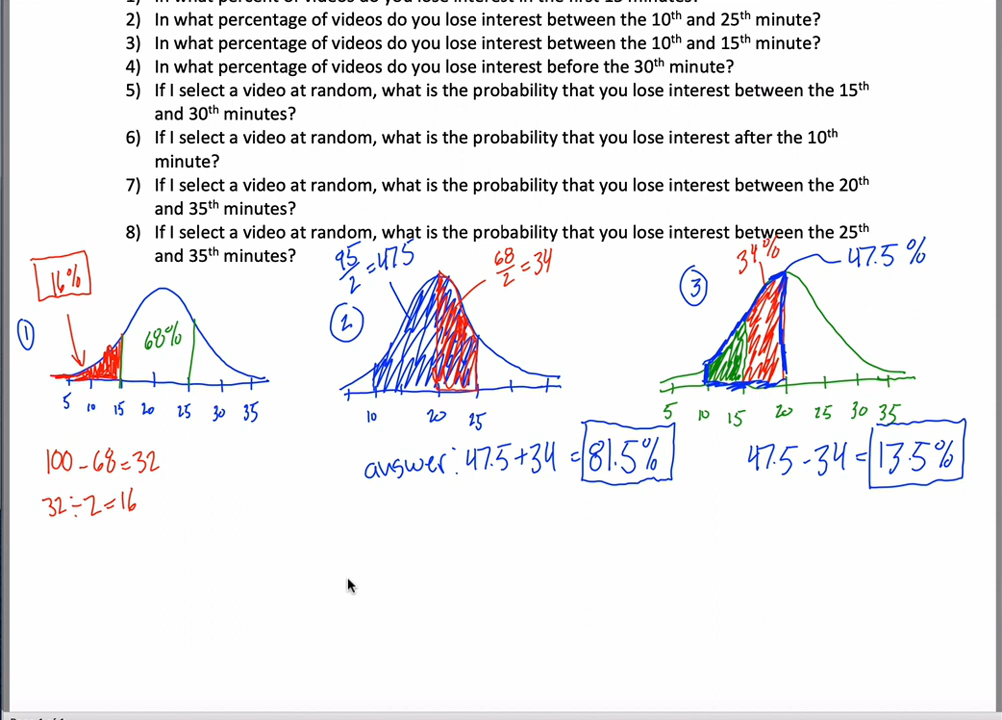 2) In what percentage of videos do you lose interest between the 10th and 25th minute?
3) In what percentage of videos do you lose interest between the 10th and 15th minute?
4) In what percentage of videos do you lose interest before the 30th minute?
5) If I select a video at random, what is the probability that you lose interest between the 15th
and 30th minutes?
6) If I select a video at random, what is the probability that you lose interest after the 10th
minute?
7) If I select a video at random, what is the probability that you lose interest between the 20th
and 35th minutes?
8) If I select a video at random, what is the probability that you lose interest between the 25th
and 35th minutes?
16%
1
68%
5 10 15 20 25 30 35
100-68=32
32÷2=16
2
95/2=475
68/2=34
10 20 25
answer: 47.5+34 = 81.5%
3
34%
47.5%
5 10 15 20 25 30 35
47.5-34= 13.5%